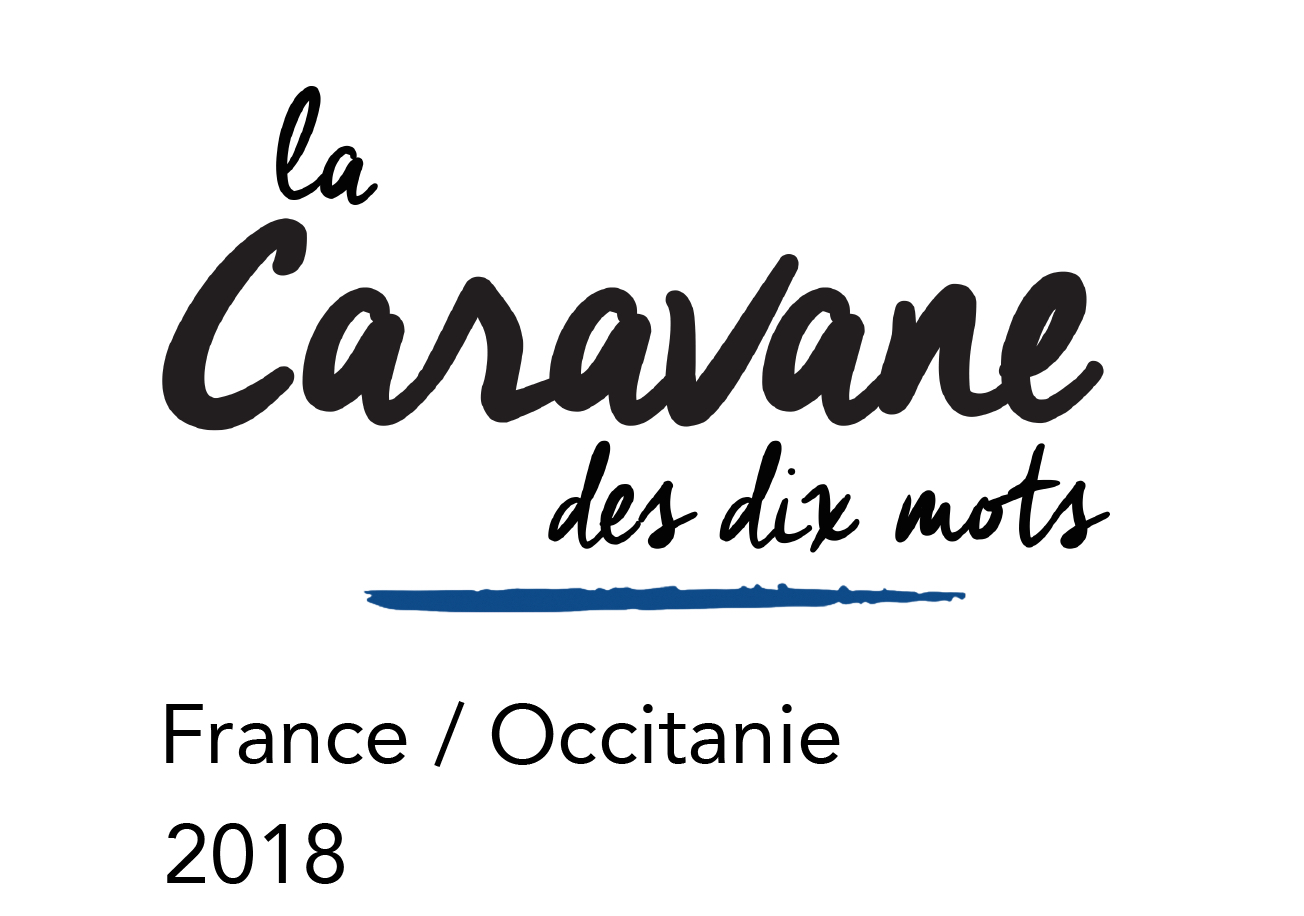 la
Caravane
des dix mots
France / Occitanie
2018